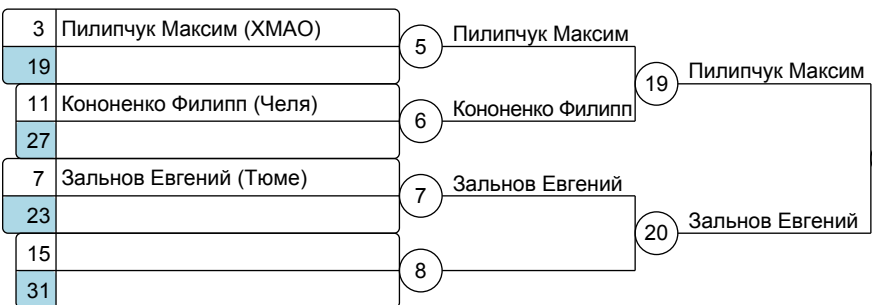 3 Пилипчук Максим (ХМАО)
19
11 Кононенко Филипп (Челя)
27
7 Зальнов Евгений (Тюме)
23
15
31
5 Пилипчук Максим
6 Кононенко Филипп
7 Зальнов Евгений
8
19 Пилипчук Максим
20 Зальнов Евгений